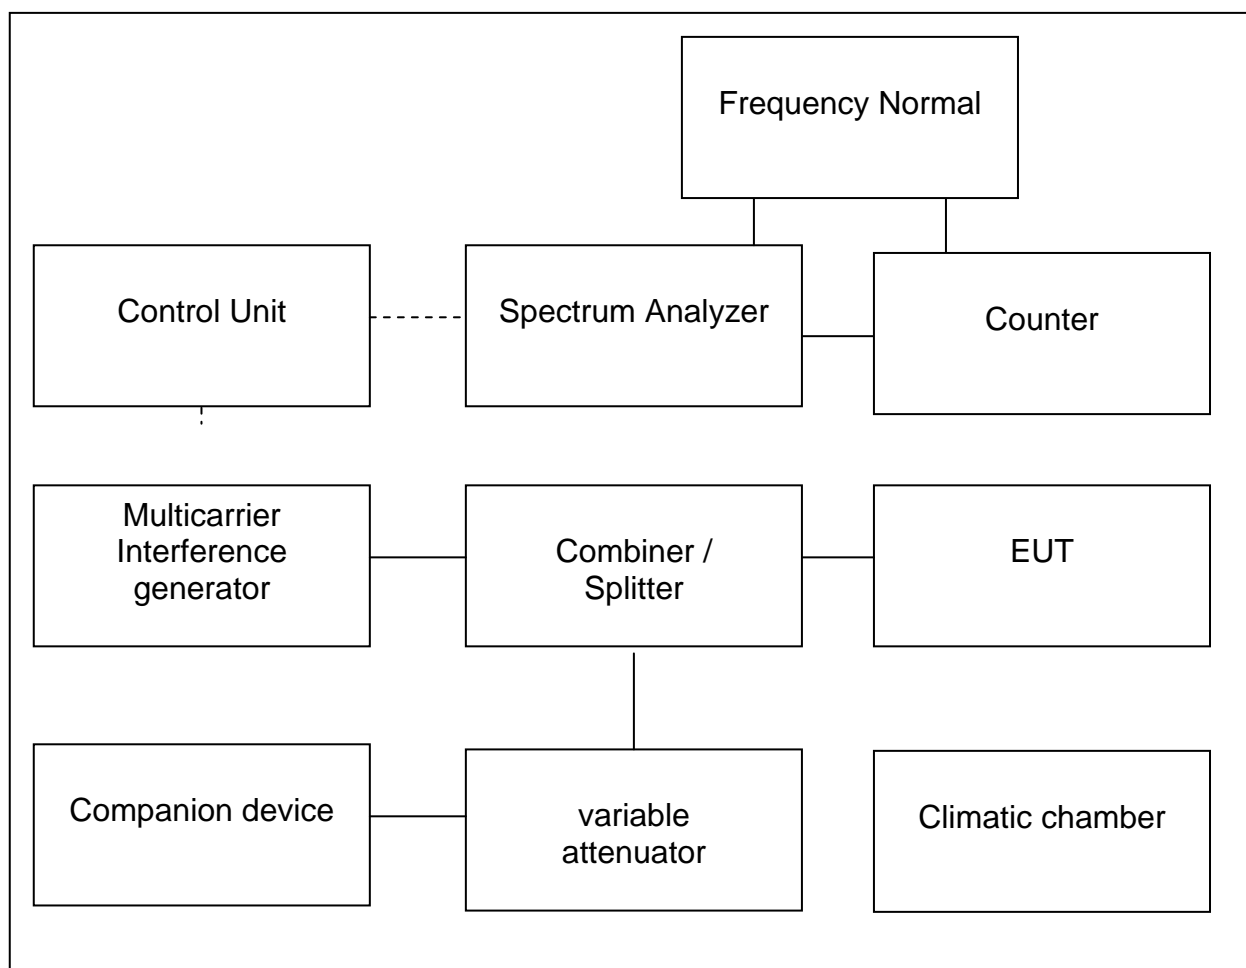 Frequency Normal
Control Unit
Spectrum Analyzer
Counter
Multicarrier
Interference
generator
Combiner /
Splitter
EUT
Companion device
variable
attenuator
Climatic chamber